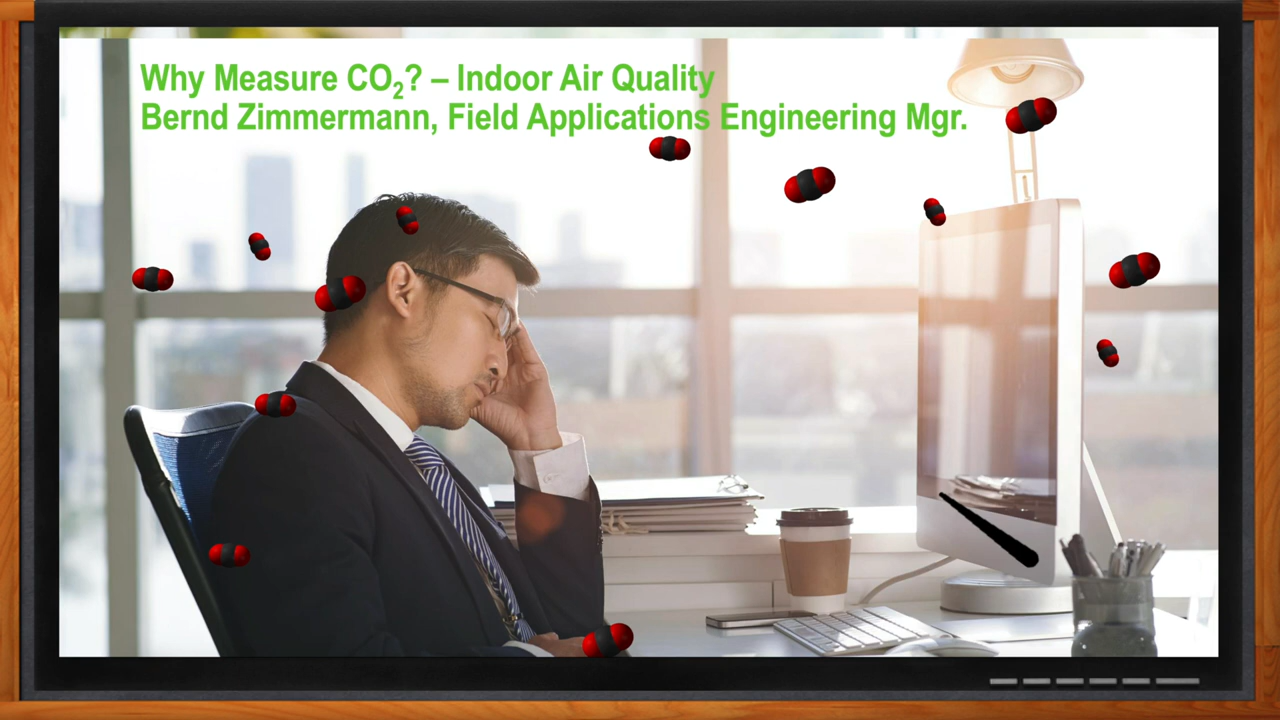 Why Measure CO₂? – Indoor Air Quality
Bernd Zimmermann, Field Applications Engineering Mgr.